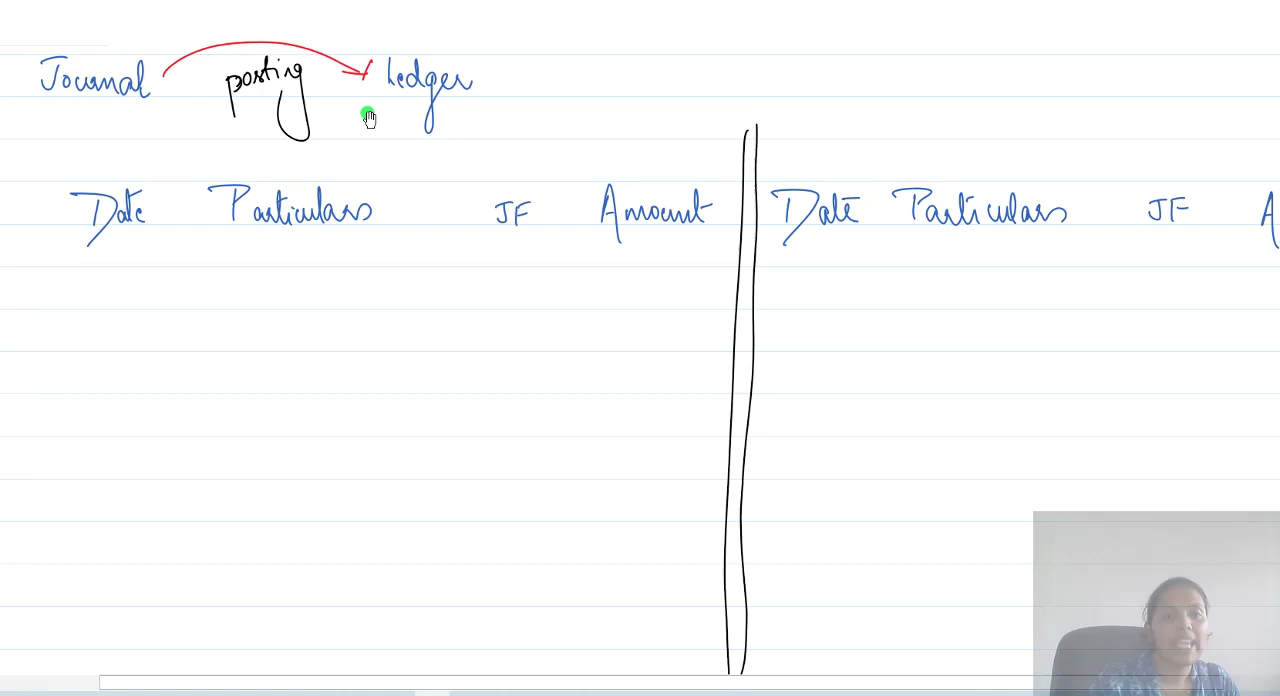 Journal posting Ledger
Date Particulars JF Amount Date Particulars JF A